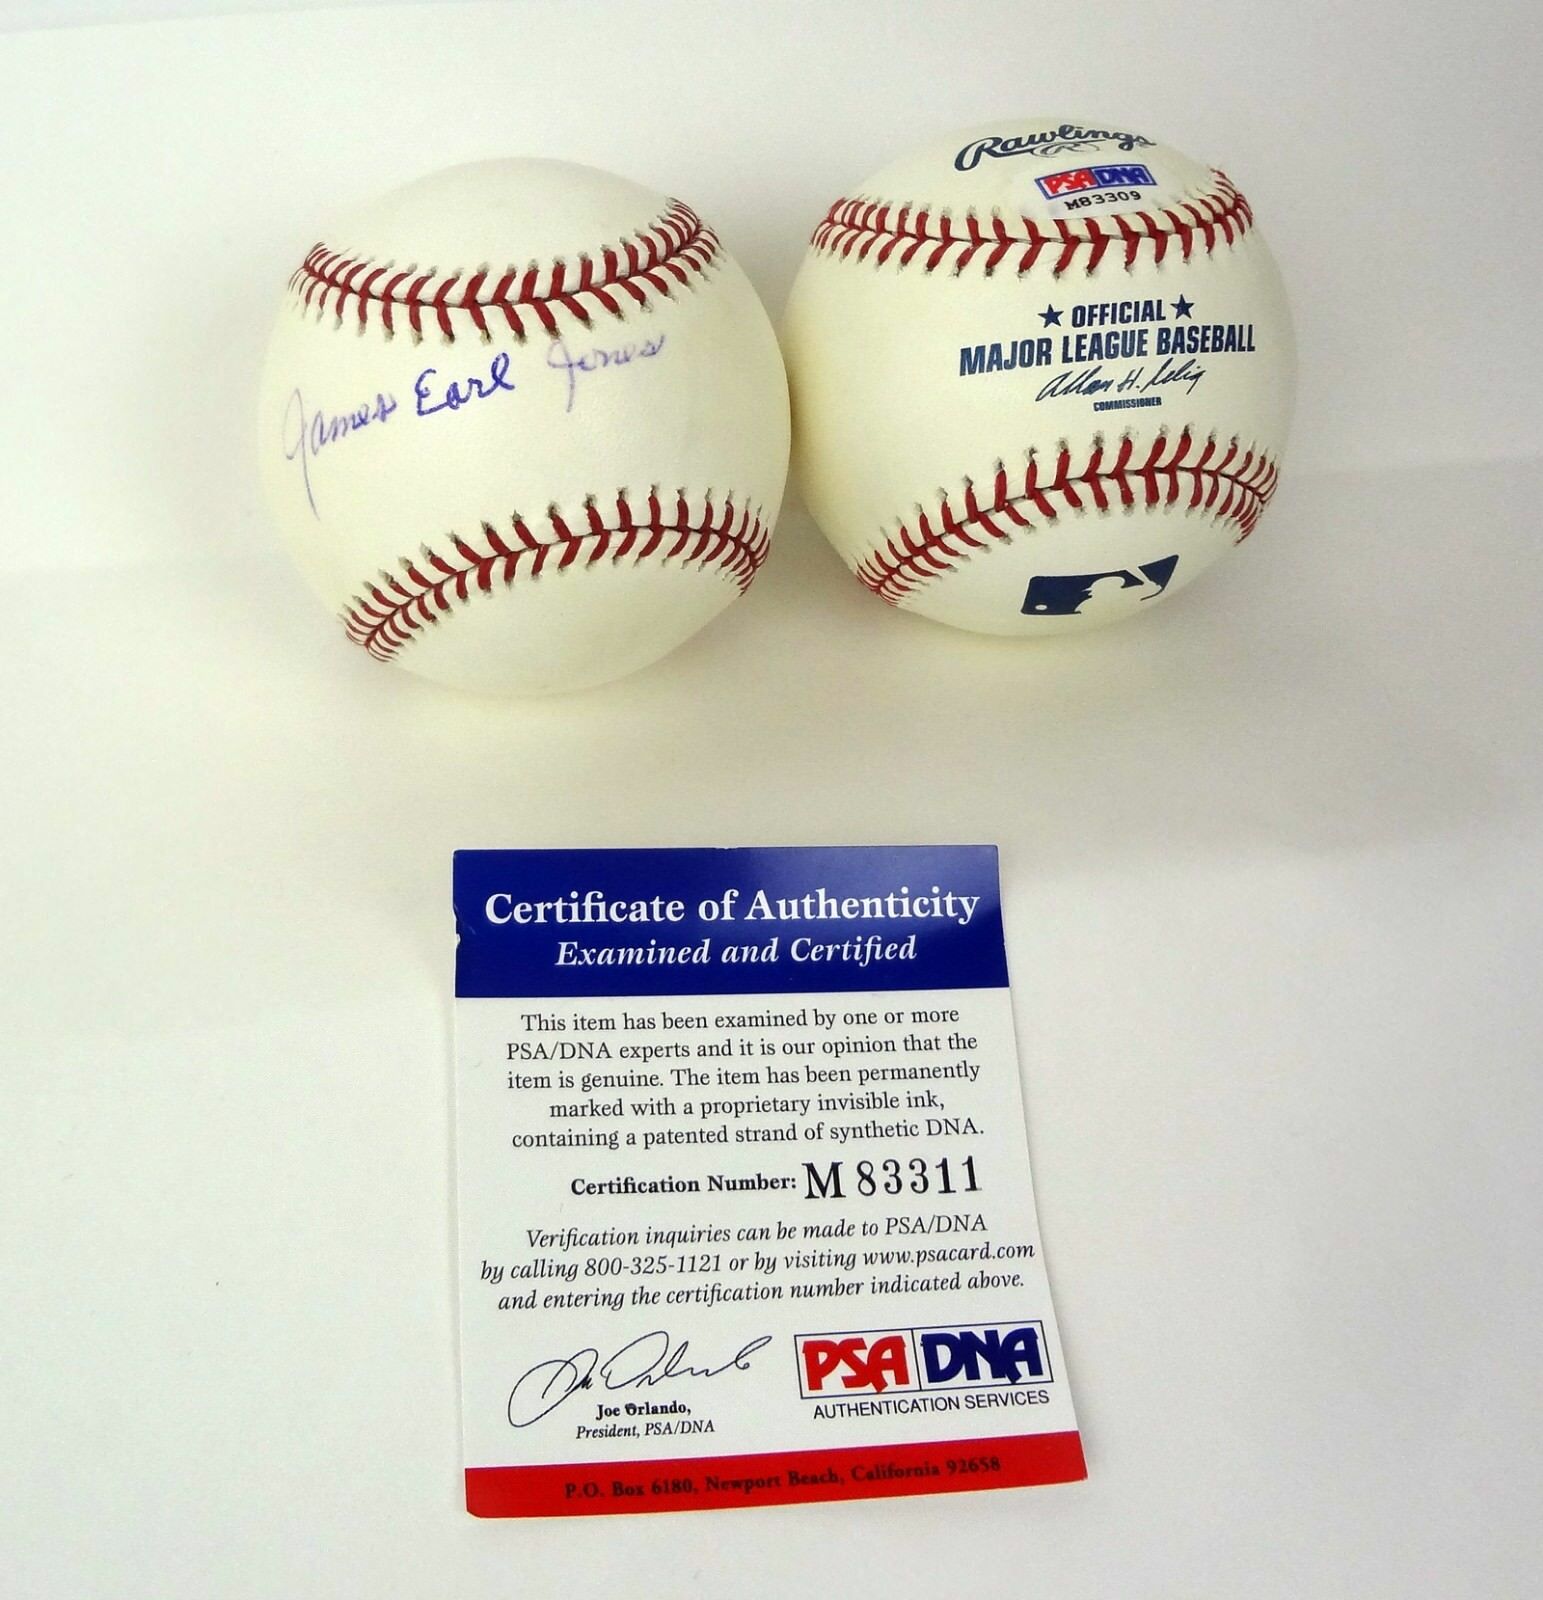 James Earl Jones
Rawlings
PSA DNA
M83309
OFFICIAL
MAJOR LEAGUE BASEBALL
Allan H. Selig
COMMISSIONER
Certificate of Authenticity
Examined and Certified
This item has been examined by one or more
PSA/DNA experts and it is our opinion that the
item is genuine. The item has been permanently
marked with a proprietary invisible ink,
containing a patented strand of synthetic DNA.
Certification Number: M 83311
Verification inquiries can be made to PSA/DNA
by calling 800-325-1121 or by visiting www.psacard.com
and entering the certification number indicated above.
Joe Orlando,
President, PSA/DNA
PSA DNA
AUTHENTICATION SERVICES
P.O. Box 6180, Newport Beach, California 92658